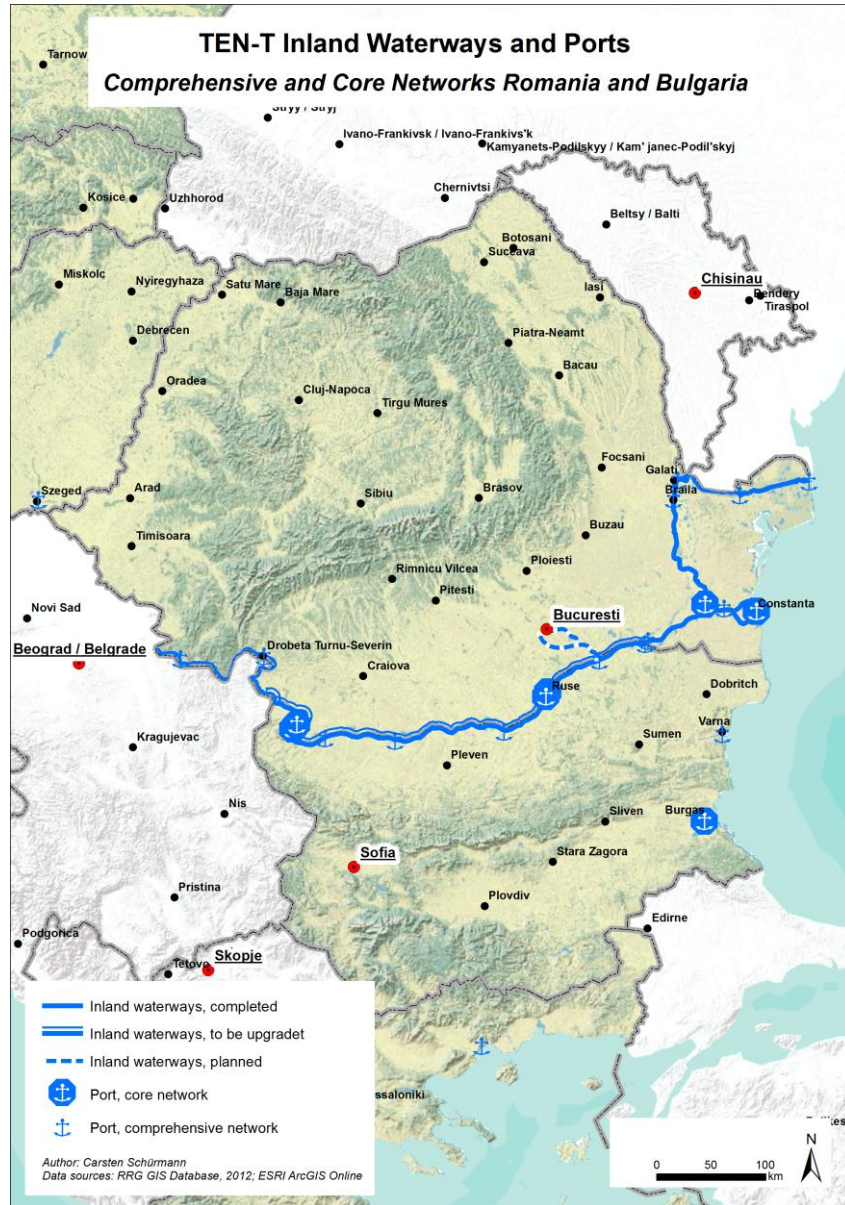 TEN-T Inland Waterways and Ports
Comprehensive and Core Networks Romania and Bulgaria
Tarnow
Stryy / Stryj
Ivano-Frankivsk / Ivano-Frankivs'k
Kamyanets-Podilskyy / Kam' janec-Podil'skyj
Kosice
Uzhhorod
Chernivtsi
Beltsy / Balti
Botosani
Suceava
Miskolc
Nyiregyhaza
Satu Mare
Baja Mare
Iasi
Chisinau
Bendery
Tiraspol
Debrecen
Piatra-Neamt
Bacau
Oradea
Cluj-Napoca
Tirgu Mures
Focsani
Galati
Szeged
Arad
Sibiu
Brasov
Braila
Timisoara
Buzau
Ploiesti
Rimnicu Vilcea
Pitesti
Novi Sad
Bucuresti
Constanta
Beograd / Belgrade
Drobeta Turnu-Severin
Craiova
Ruse
Dobritch
Varna
Kragujevac
Sumen
Pleven
Nis
Sliven
Burgas
Sofia
Stara Zagora
Pristina
Plovdiv
Edirne
Podgorica
Skopje
Tetovo
Inland waterways, completed
Inland waterways, to be upgradet
Inland waterways, planned
Port, core network
Port, comprehensive network
Author: Carsten Schürmann
Data sources: RRG GIS Database, 2012; ESRI ArcGIS Online
ssaloniki
N
0 50 100
km